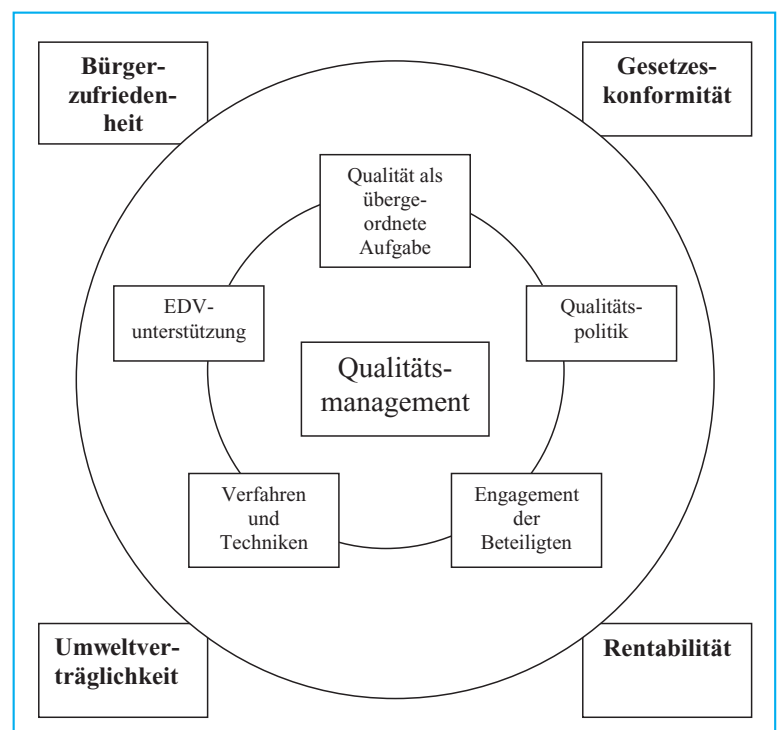 Bürger-
zufrieden-
heit
Gesetzes-
konformität
Qualität als
überge-
ordnete
Aufgabe
EDV-
unterstützung
Qualitäts-
politik
Qualitäts-
management
Verfahren
und
Techniken
Engagement
der
Beteiligten
Umweltver-
träglichkeit
Rentabilität